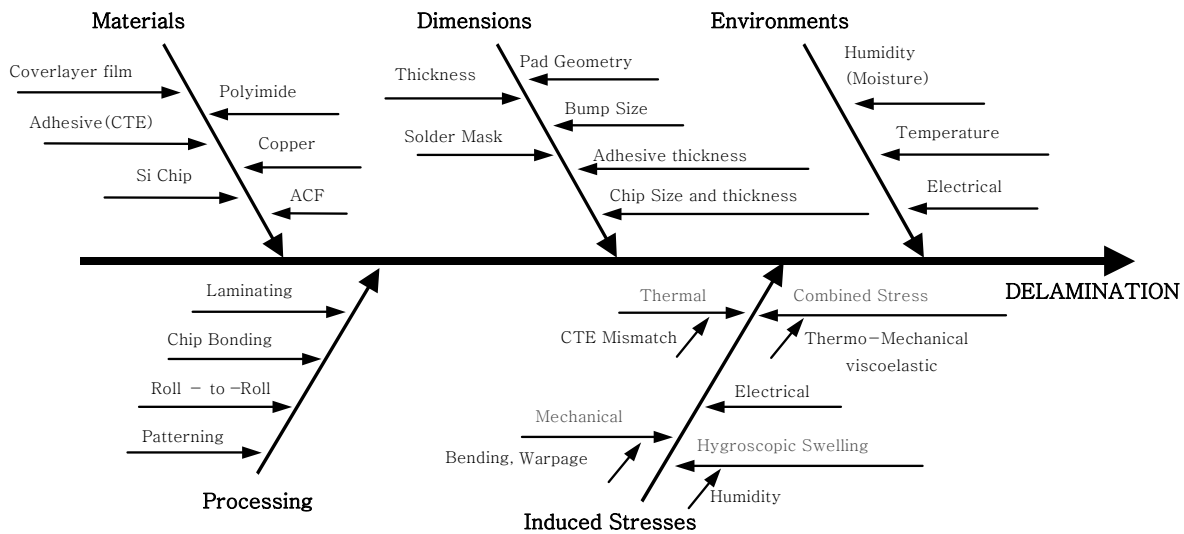 Materials
Dimensions
Environments
Coverlayer film
Polyimide
Adhesive(CTE)
Copper
Si Chip
ACF
Thickness
Pad Geometry
Bump Size
Solder Mask
Adhesive thickness
Chip Size and thickness
Humidity
(Moisture)
Temperature
Electrical
DELAMINATION
Laminating
Chip Bonding
Roll - to -Roll
Patterning
Processing
Thermal
CTE Mismatch
Combined Stress
Thermo-Mechanical
viscoelastic
Electrical
Mechanical
Bending, Warpage
Hygroscopic Swelling
Humidity
Induced Stresses